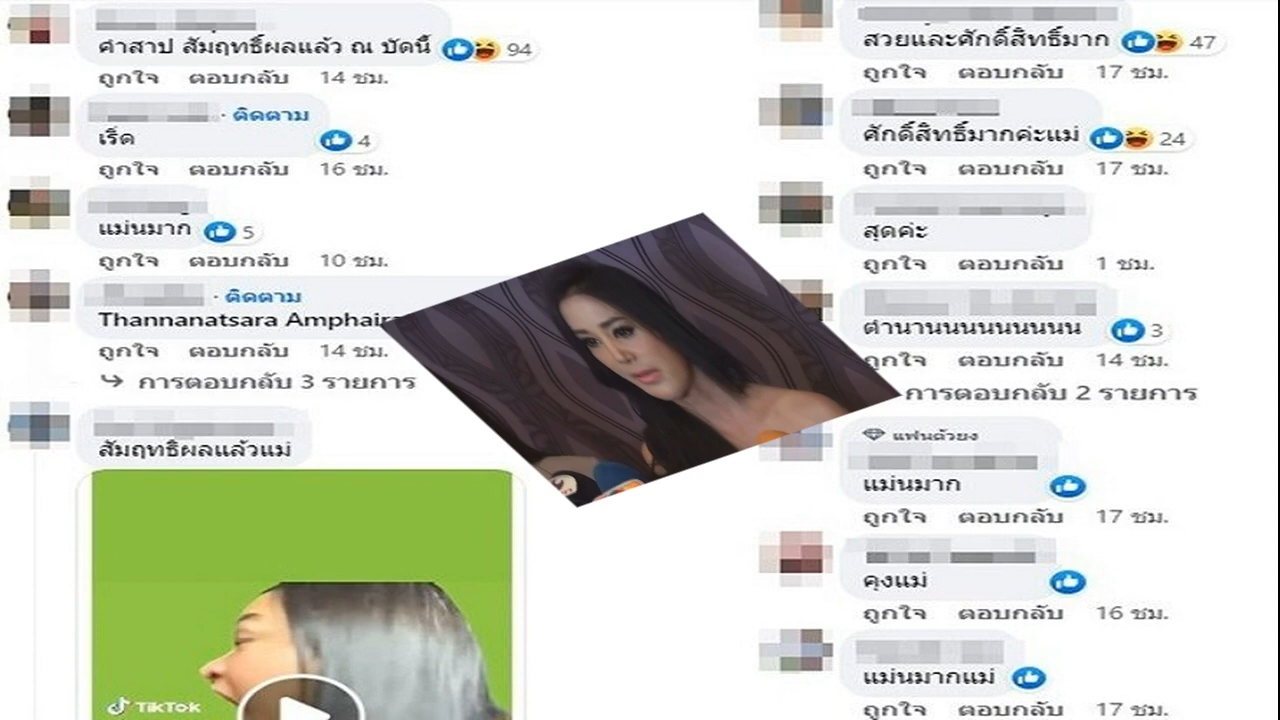 คำสาป สัมฤทธิ์ผลแล้ว ณ บัดนี้ 94
ถูกใจ ตอบกลับ 14 ชม.
· ติดตาม
เริ่ด 4
ถูกใจ ตอบกลับ 16 ชม.
แม่นมาก 5
ถูกใจ ตอบกลับ 10 ชม.
· ติดตาม
Thannanatsara
ถูกใจ ตอบกลับ 14 ชม.
การตอบกลับ 3 รายการ
สัมฤทธิ์ผลแล้วแม่
TikTok
สวยและศักดิ์สิทธิ์มาก 47
ถูกใจ ตอบกลับ 17 ชม.
ศักดิ์สิทธิ์มากค่ะแม่ 24
ถูกใจ ตอบกลับ 17 ชม.
สุดค่ะ
ถูกใจ ตอบกลับ 1 ชม.
ตำนานนนนนนนนน 3
ถูกใจ ตอบกลับ 14 ชม.
การตอบกลับ 2 รายการ
แฟนตัวยง
แม่นมาก
ถูกใจ ตอบกลับ 17 ชม.
คุงแม่
ถูกใจ ตอบกลับ 16 ชม.
แม่นมากแม่
ถูกใจ ตอบกลับ 17 ชม.